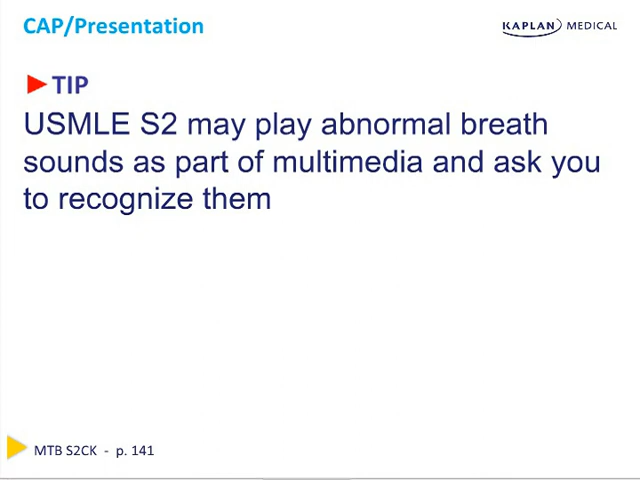 CAP/Presentation
KAPLAN MEDICAL
►TIP
USMLE S2 may play abnormal breath
sounds as part of multimedia and ask you
to recognize them
MTB S2CK - p. 141